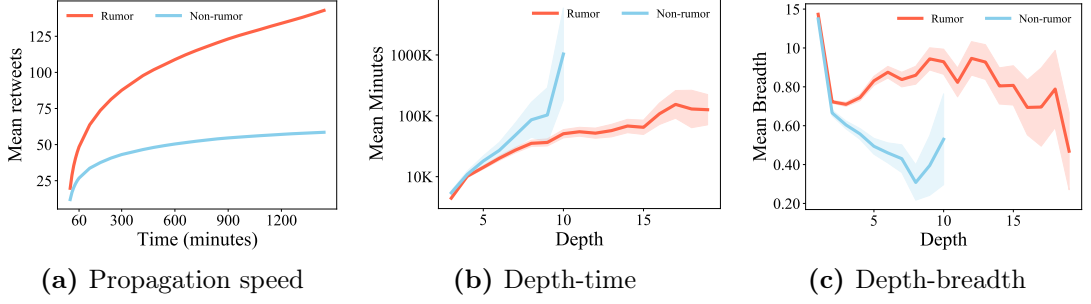 Rumor Non-rumor
125
100
75
50
25
Mean retweets
60 300 600 900 1200
Time (minutes)
(a) Propagation speed
Rumor Non-rumor
1000K
100K
10K
Mean Minutes
5 10 15
Depth
(b) Depth-time
Rumor Non-rumor
15
10
0.80
0.60
0.40
0.20
Mean Breadth
5 10 15
Depth
(c) Depth-breadth